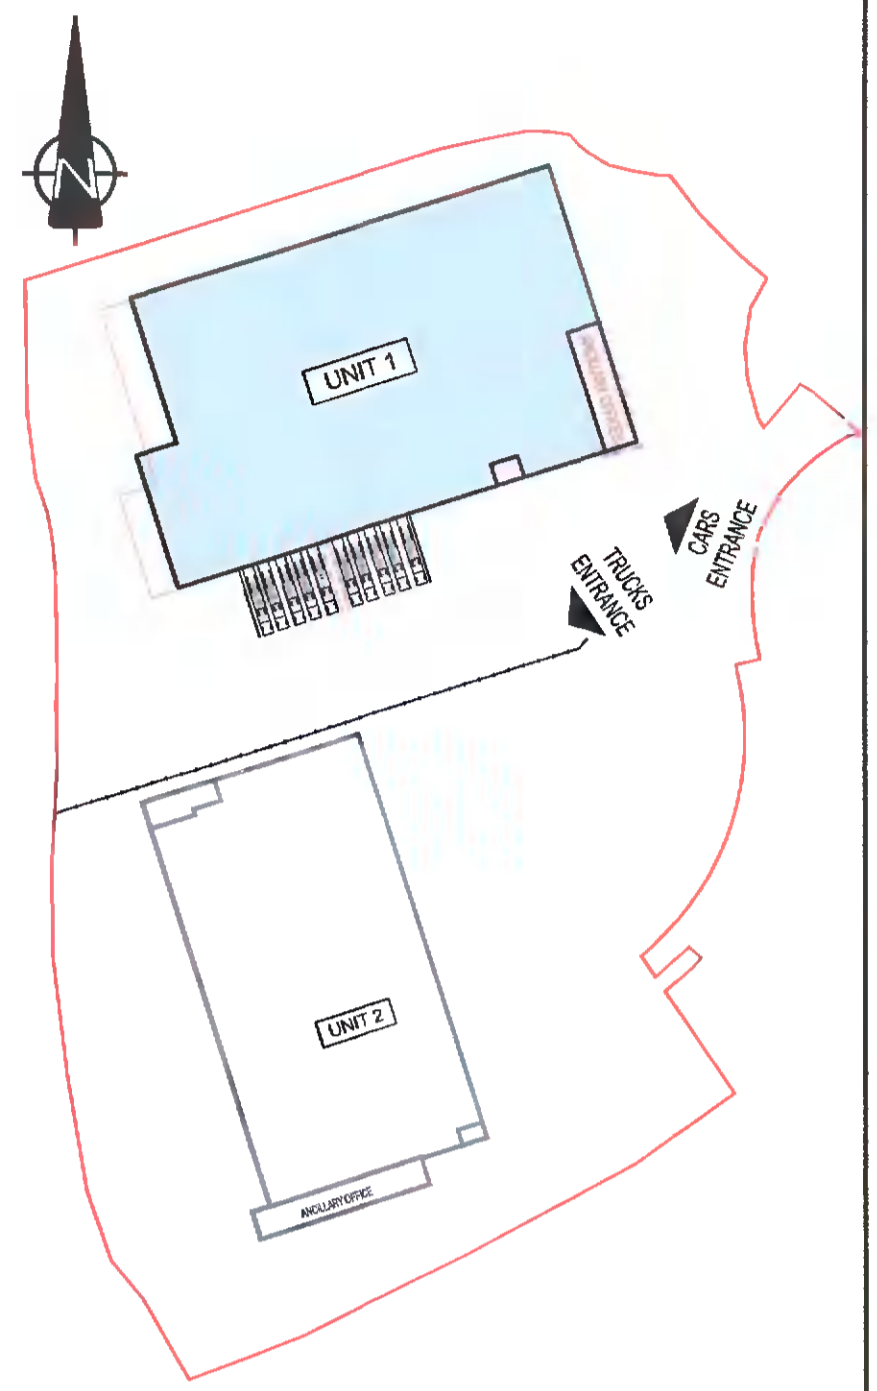 N
UNIT 1
CARS
ENTRANCE
TRUCKS
ENTRANCE
UNIT 2
ANCILLARY OFFICE